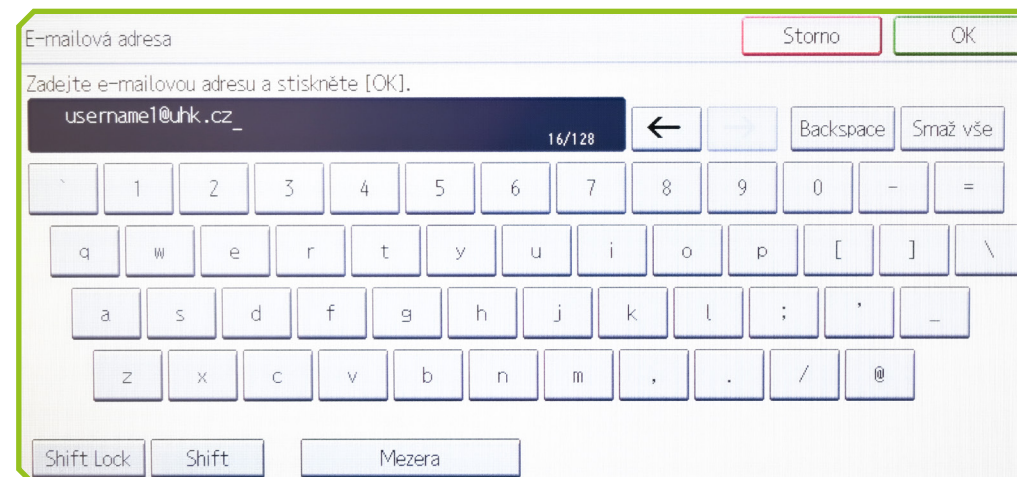 E-mailová adresa Storno OK
Zadejte e-mailovou adresu a stiskněte [OK].
username1@uhk.cz_
16/128 ← → Backspace Smaž vše
` 1 2 3 4 5 6 7 8 9 0 - =
q w e r t y u i o p [ ] \
a s d f g h j k l ; ' _
z x c v b n m , . / @
Shift Lock Shift Mezera